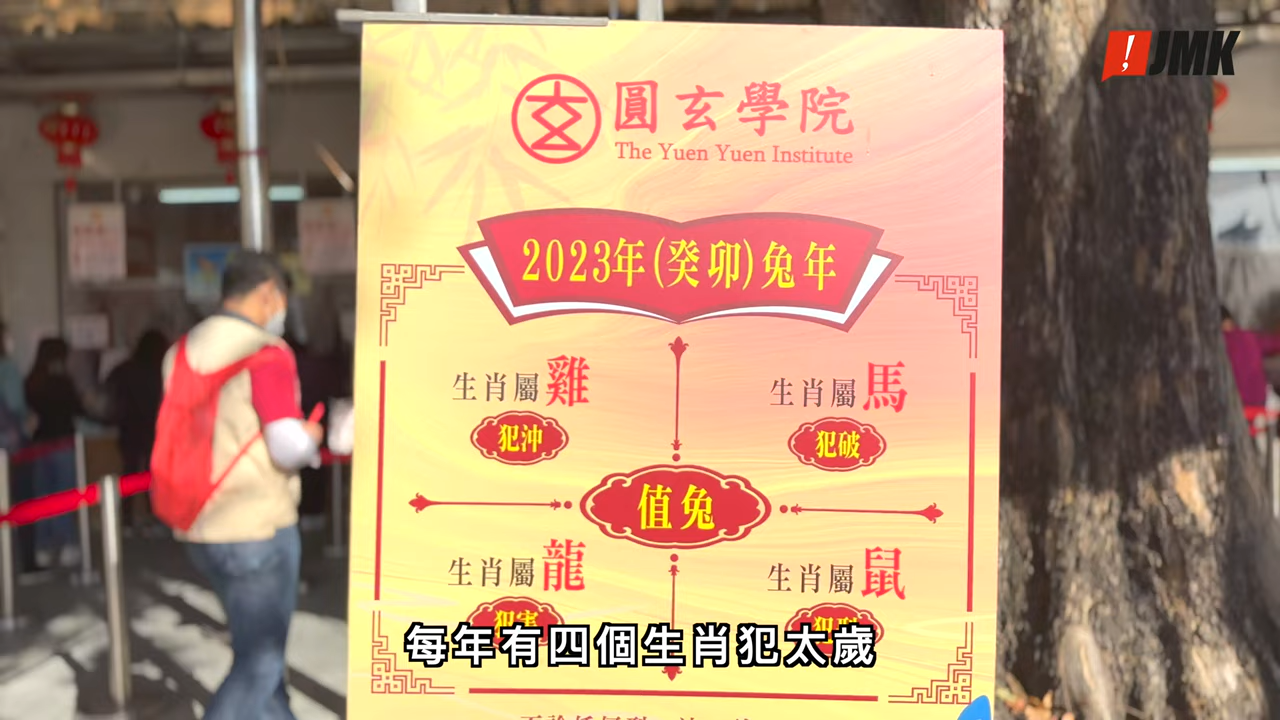 JMK
圓玄學院
The Yuen Yuen Institute
2023年(癸卯)兔年
生肖屬雞
犯沖
生肖屬馬
犯破
值兔
生肖屬龍
生肖屬鼠
每年有四個生肖犯太歲